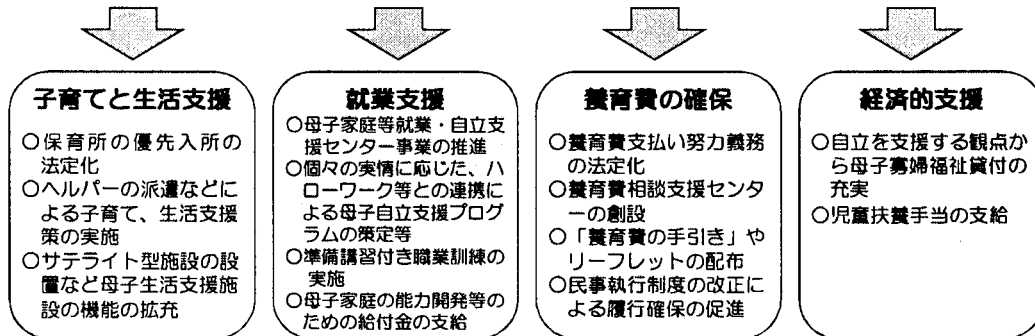 子育てと生活支援
○保育所の優先入所の
法定化
○ヘルパーの派遣などに
よる子育て、生活支援
策の実施
○サテライト型施設の設
置など母子生活支援施
設の機能の拡充
就業支援
○母子家庭等就業・自立支
援センター事業の推進
○個々の実情に応じた、ハ
ローワーク等との連携に
よる母子自立支援プログ
ラムの策定等
○準備講習付き職業訓練の
実施
○母子家庭の能力開発等の
ための給付金の支給
養育費の確保
○養育費支払い努力義務
の法定化
○養育費相談支援センタ
ーの創設
○「養育費の手引き」や
リーフレットの配布
○民事執行制度の改正に
よる履行確保の促進
経済的支援
○自立を支援する観点か
ら母子寡婦福祉貸付の
充実
○児童扶養手当の支給